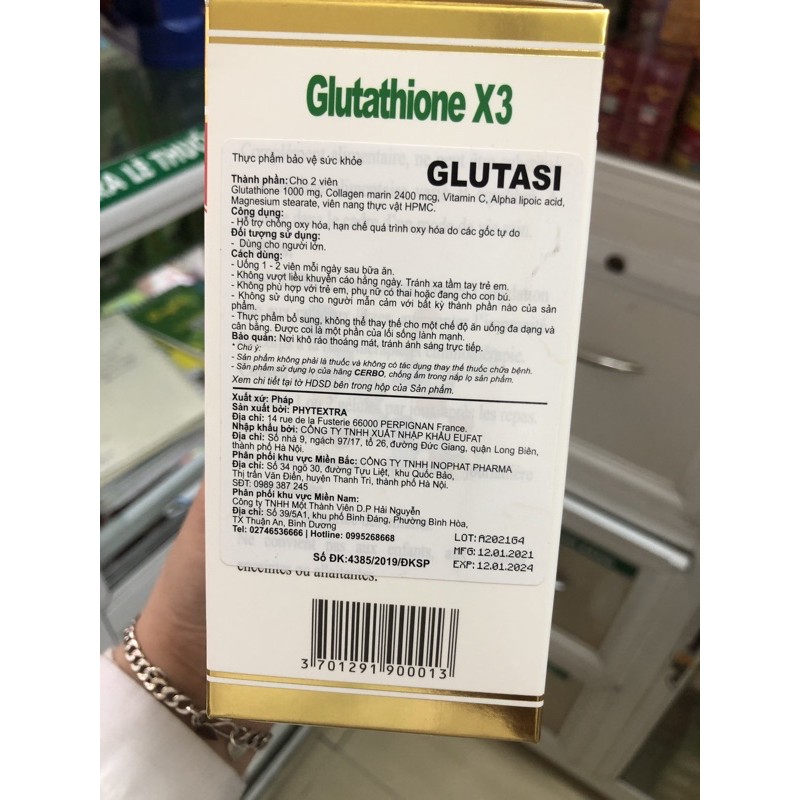 Glutathione X3
Thực phẩm bảo vệ sức khỏe
GLUTASI
Thành phần: Cho 2 viên
Glutathione 1000 mg, Collagen marin 2400 mcg, Vitamin C, Alpha lipoic acid,
Magnesium stearate, viên nang thực vật HPMC.
Công dụng:
- Hỗ trợ chống oxy hóa, hạn chế quá trình oxy hóa do các gốc tự do
Đối tượng sử dụng:
- Dùng cho người lớn.
Cách dùng:
- Uống 1 - 2 viên mỗi ngày sau bữa ăn.
- Không vượt liều khuyến cáo hằng ngày. Tránh xa tầm tay trẻ em.
- Không phù hợp với trẻ em, phụ nữ có thai hoặc đang cho con bú.
- Không sử dụng cho người mẫn cảm với bất kỳ thành phần nào của sản
phẩm.
- Thực phẩm bổ sung, không thể thay thế cho một chế độ ăn uống đa dạng và
cân bằng. Được coi là một phần của lối sống lành mạnh.
Bảo quản: Nơi khô ráo thoáng mát, tránh ánh sáng trực tiếp.
* Chú ý:
- Sản phẩm không phải là thuốc và không có tác dụng thay thế thuốc chữa bệnh.
- Sản phẩm sử dụng lọ của hãng CERBO, chống ẩm trong nắp lọ sản phẩm.
Xem chi tiết tại tờ HDSD bên trong hộp của Sản phẩm.
Xuất xứ: Pháp
Sản xuất bởi: PHYTEXTRA
Địa chỉ: 14 rue de la Fusterie 66000 PERPIGNAN France.
Nhập khẩu bởi: CÔNG TY TNHH XUẤT NHẬP KHẨU EUFAT
Địa chỉ: Số nhà 9, ngách 97/17, tổ 26, đường Đức Giang, quận Long Biên,
thành phố Hà Nội.
Phân phối khu vực Miền Bắc: CÔNG TY TNHH INOPHAT PHARMA
Địa chỉ: Số 34 ngõ 30, đường Tựu Liệt, khu Quốc Bảo,
Thị trấn Văn Điển, huyện Thanh Trì, thành phố Hà Nội.
SĐT: 0989 387 245
Phân phối khu vực Miền Nam:
Công ty TNHH Một Thành Viên D.P Hải Nguyễn
Địa chỉ: Số 39/5A1, khu phố Bình Đáng, Phường Bình Hòa,
TX Thuận An, Bình Dương
Tel: 02746536666 | Hotline: 0995268668
LOT: A202164
MFG: 12.01.2021
EXP: 12.01.2024
Số ĐK:4385/2019/ĐKSP
enceintes ou allaitantes.
3 701291 900013